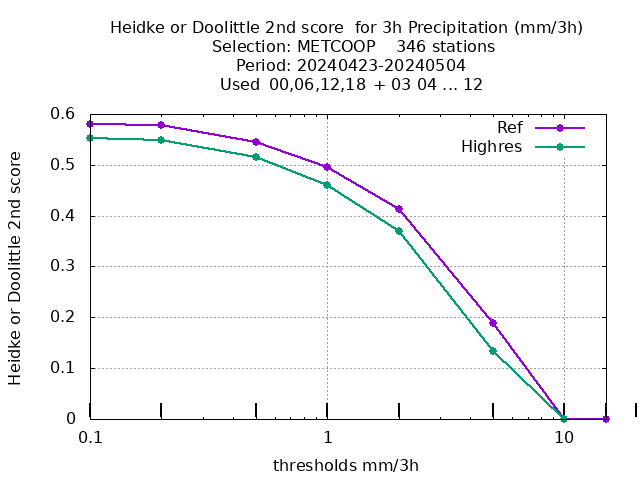 Heidke or Doolittle 2nd score  for 3h Precipitation (mm/3h)
Selection: METCOOP    346 stations
Period: 20240423-20240504
Used  00,06,12,18  + 03 04 ... 12
Ref
Highres
Heidke or Doolittle 2nd score
0.6
0.5
0.4
0.3
0.2
0.1
0
0.1
1
10
thresholds mm/3h